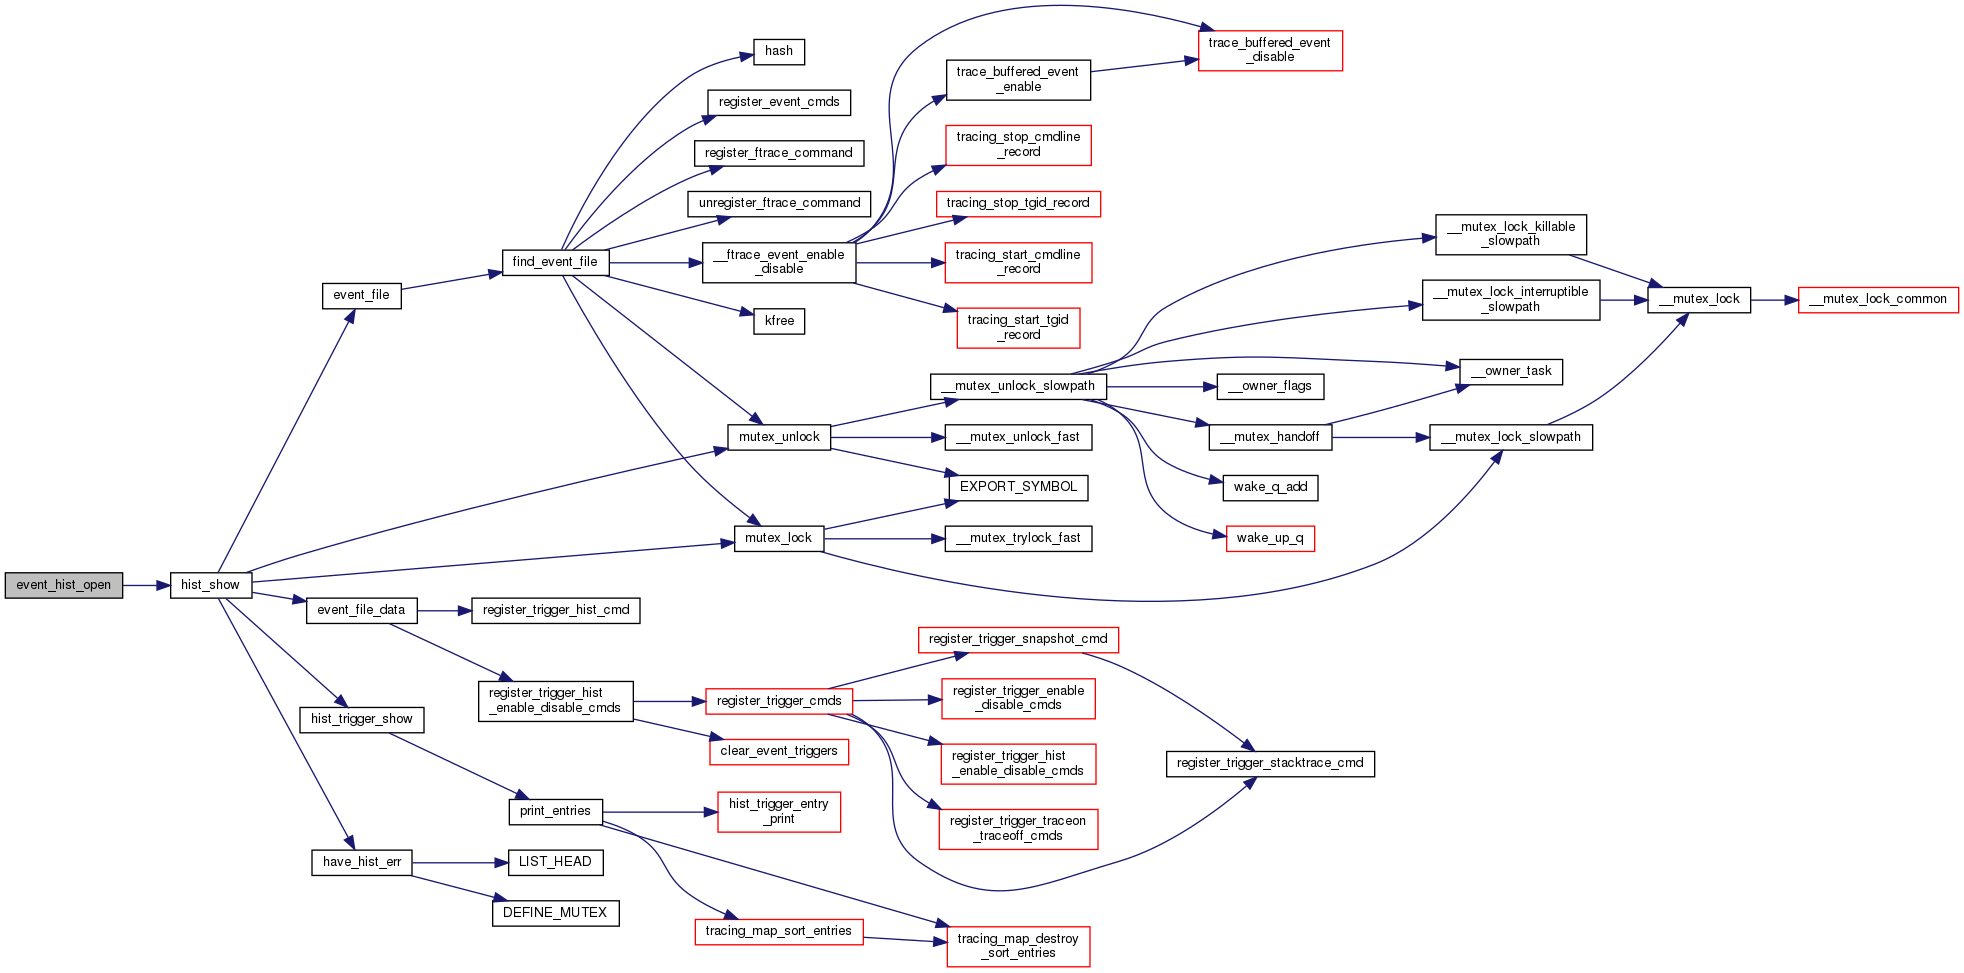 event_hist_open
hist_show
event_file
find_event_file
hash
register_event_cmds
register_ftrace_command
unregister_ftrace_command
__ftrace_event_enable
_disable
trace_buffered_event
_disable
trace_buffered_event
_enable
tracing_stop_cmdline
_record
tracing_stop_tgid_record
tracing_start_cmdline
_record
tracing_start_tgid
_record
kfree
mutex_unlock
__mutex_unlock_slowpath
__mutex_lock_killable
_slowpath
__mutex_lock_interruptible
_slowpath
__mutex_lock
__mutex_lock_common
__owner_task
__owner_flags
__mutex_handoff
__mutex_lock_slowpath
wake_q_add
wake_up_q
__mutex_unlock_fast
EXPORT_SYMBOL
mutex_lock
__mutex_trylock_fast
event_file_data
register_trigger_hist_cmd
register_trigger_hist
_enable_disable_cmds
register_trigger_cmds
clear_event_triggers
register_trigger_snapshot_cmd
register_trigger_enable
_disable_cmds
register_trigger_hist
_enable_disable_cmds
register_trigger_traceon
_traceoff_cmds
register_trigger_stacktrace_cmd
hist_trigger_show
print_entries
hist_trigger_entry
_print
tracing_map_sort_entries
tracing_map_destroy
_sort_entries
have_hist_err
LIST_HEAD
DEFINE_MUTEX